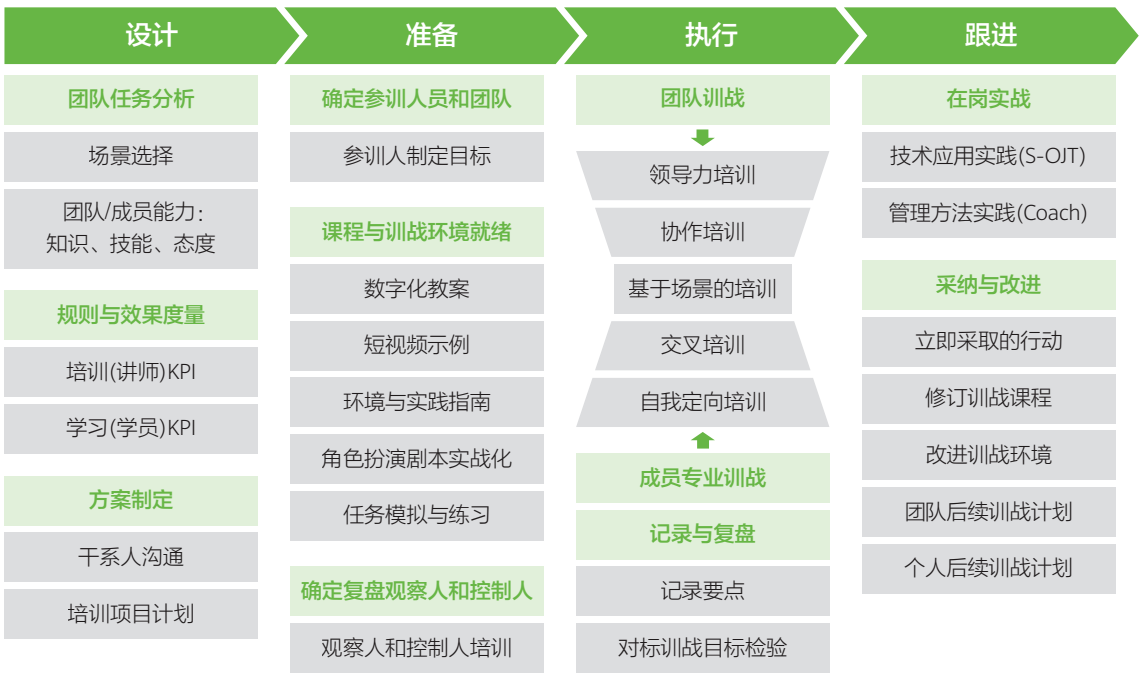 设计
团队任务分析
场景选择
团队/成员能力：
知识、技能、态度
规则与效果度量
培训(讲师)KPI
学习(学员)KPI
方案制定
干系人沟通
培训项目计划
准备
确定参训人员和团队
参训人制定目标
课程与训战环境就绪
数字化教案
短视频示例
环境与实践指南
角色扮演剧本实战化
任务模拟与练习
确定复盘观察人和控制人
观察人和控制人培训
执行
团队训战
领导力培训
协作培训
基于场景的培训
交叉培训
自我定向培训
成员专业训战
记录与复盘
记录要点
对标训战目标检验
跟进
在岗实战
技术应用实践(S-OJT)
管理方法实践(Coach)
采纳与改进
立即采取的行动
修订训战课程
改进训战环境
团队后续训战计划
个人后续训战计划